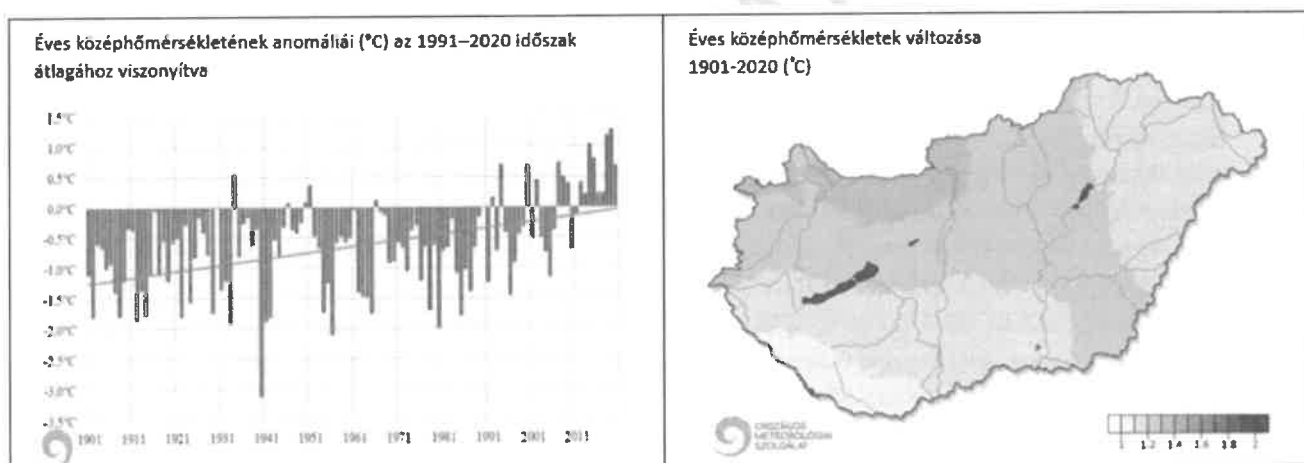 Éves középhőmérsékletének anomáliái (°C) az 1991–2020 időszak
átlagához viszonyítva
1,5°C
1,0°C
0,5°C
0,0°C
-0,5°C
-1,0°C
-1,5°C
-2,0°C
-2,5°C
-3,0°C
-3,5°C
1901 1911 1921 1931 1941 1951 1961 1971 1981 1991 2001 2011
Éves középhőmérsékletek változása
1901-2020 (°C)
ORSZÁGOS
METEOROLÓGIAI
SZOLGÁLAT
1 1.2 1.4 1.6 1.8 2